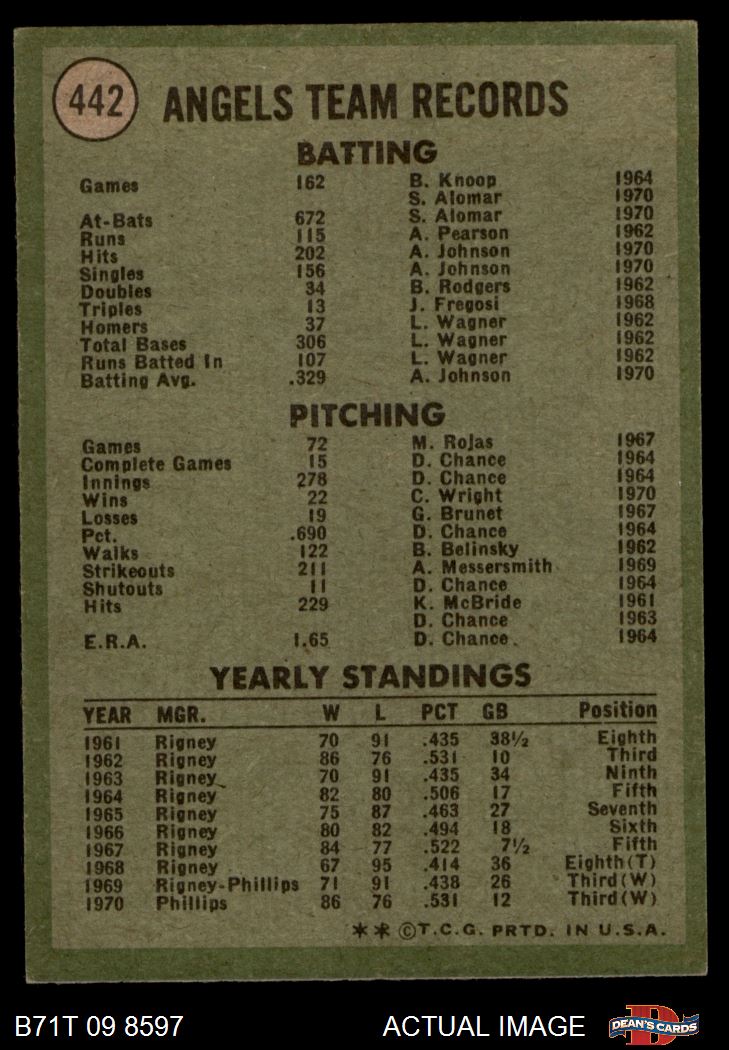 442 ANGELS TEAM RECORDS
BATTING
Games 162 B. Knoop 1964
S. Alomar 1970
At-Bats 672 S. Alomar 1970
Runs 115 A. Pearson 1962
Hits 202 A. Johnson 1970
Singles 156 A. Johnson 1970
Doubles 34 B. Rodgers 1962
Triples 13 J. Fregosi 1968
Homers 37 L. Wagner 1962
Total Bases 306 L. Wagner 1962
Runs Batted In 107 L. Wagner 1962
Batting Avg. .329 A. Johnson 1970
PITCHING
Games 72 M. Rojas 1967
Complete Games 15 D. Chance 1964
Innings 278 D. Chance 1964
Wins 22 C. Wright 1970
Losses 19 G. Brunet 1967
Pct. .690 D. Chance 1964
Walks 122 B. Belinsky 1962
Strikeouts 211 A. Messersmith 1969
Shutouts 11 D. Chance 1964
Hits 229 K. McBride 1961
D. Chance 1963
E.R.A. 1.65 D. Chance 1964
YEARLY STANDINGS
YEAR MGR. W L PCT GB Position
1961 Rigney 70 91 .435 38½ Eighth
1962 Rigney 86 76 .531 10 Third
1963 Rigney 70 91 .435 34 Ninth
1964 Rigney 82 80 .506 17 Fifth
1965 Rigney 75 87 .463 27 Seventh
1966 Rigney 80 82 .494 18 Sixth
1967 Rigney 84 77 .522 7½ Fifth
1968 Rigney 67 95 .414 36 Eighth(T)
1969 Rigney-Phillips 71 91 .438 26 Third(W)
1970 Phillips 86 76 .531 12 Third(W)
** ©T.C.G. PRTD. IN U.S.A.
B71T 09 8597 ACTUAL IMAGE D DEAN'S CARDS